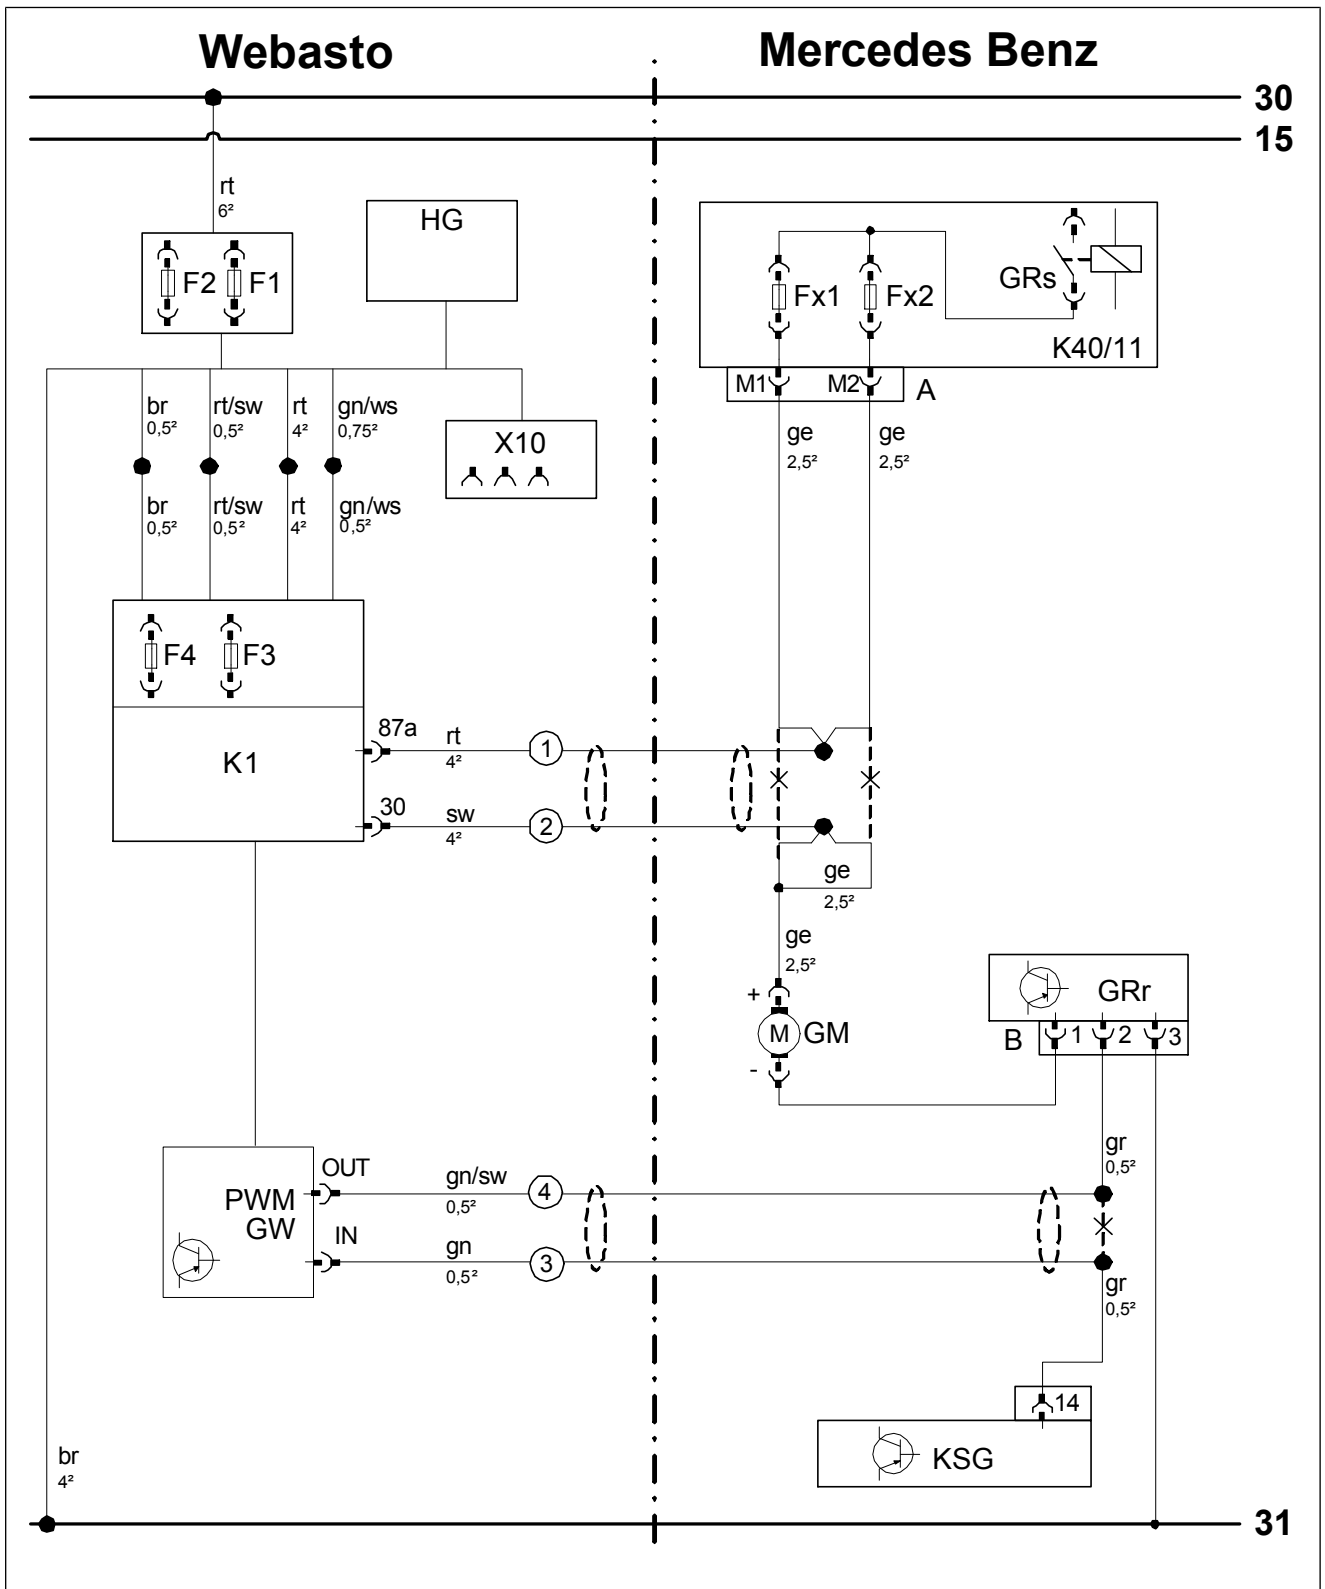 Webasto
Mercedes Benz
30
15
rt
6²
HG
F2
F1
Fx1
Fx2
GRs
K40/11
M1
M2
A
br
0,5²
rt/sw
0,5²
rt
4²
gn/ws
0,75²
X10
ge
2,5²
ge
2,5²
br
0,5²
rt/sw
0,5²
rt
4²
gn/ws
0,5²
F4
F3
K1
87a
rt
4²
1
30
sw
4²
2
ge
2,5²
ge
2,5²
+
M
GM
-
GRr
B
1
2
3
PWM
GW
OUT
gn/sw
0,5²
4
gr
0,5²
IN
gn
0,5²
3
gr
0,5²
14
KSG
br
4²
31